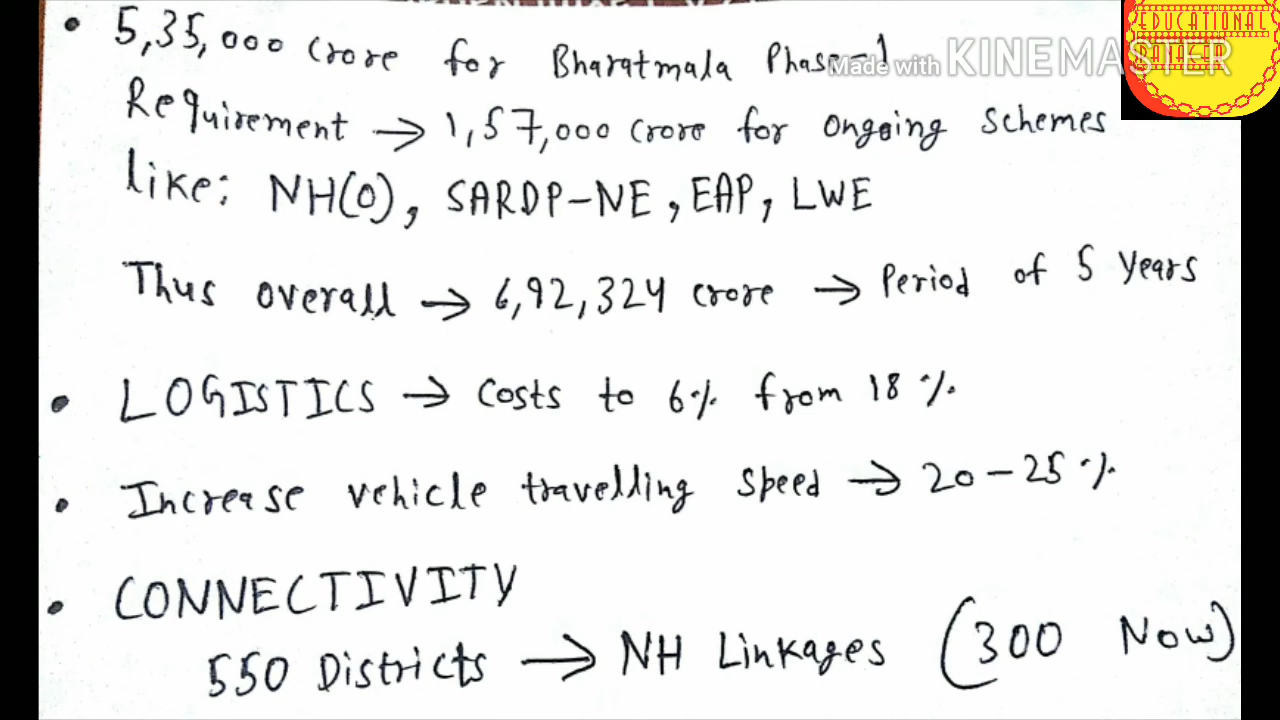 • 5,35,000 crore for Bharatmala Phase-1
Made with KINEMASTER
EDUCATIONAL
Requirement → 1,57,000 crore for ongoing schemes
like: NH(O), SARDP-NE, EAP, LWE
Thus overall → 6,92,324 crore → Period of 5 Years
• LOGISTICS → Costs to 6% from 18%
• Increase vehicle travelling speed → 20-25%
• CONNECTIVITY
550 Districts → NH Linkages (300 Now)